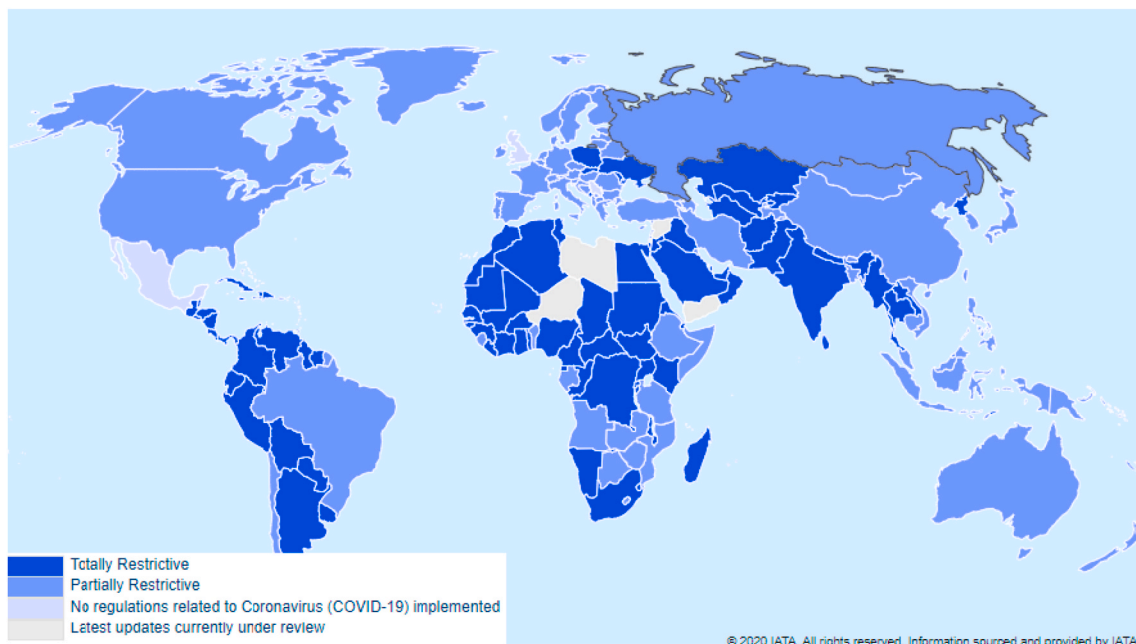 Totally Restrictive
Partially Restrictive
No regulations related to Coronavirus (COVID-19) implemented
Latest updates currently under review
© 2020 IATA. All rights reserved. Information sourced and provided by IATA